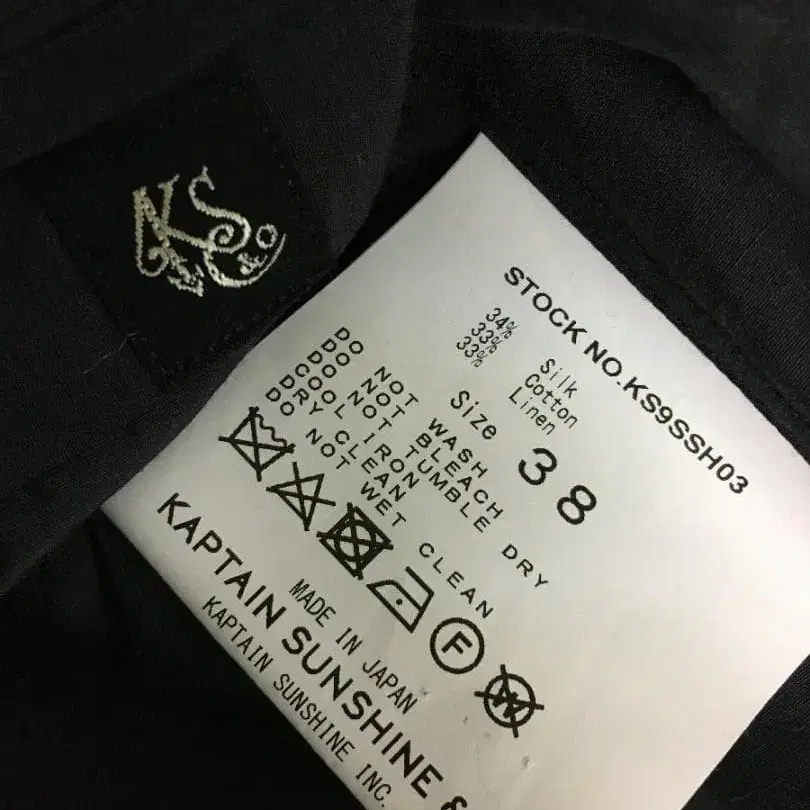 KS
& Co
STOCK NO.KS9SSH03
34% Silk
33% Cotton
33% Linen
Size 38
DO NOT WASH
DO NOT BLEACH
DO NOT TUMBLE DRY
COOL IRON
DRY CLEAN
DO NOT WET CLEAN
F
W
MADE IN JAPAN
KAPTAIN SUNSHINE &
KAPTAIN SUNSHINE INC.